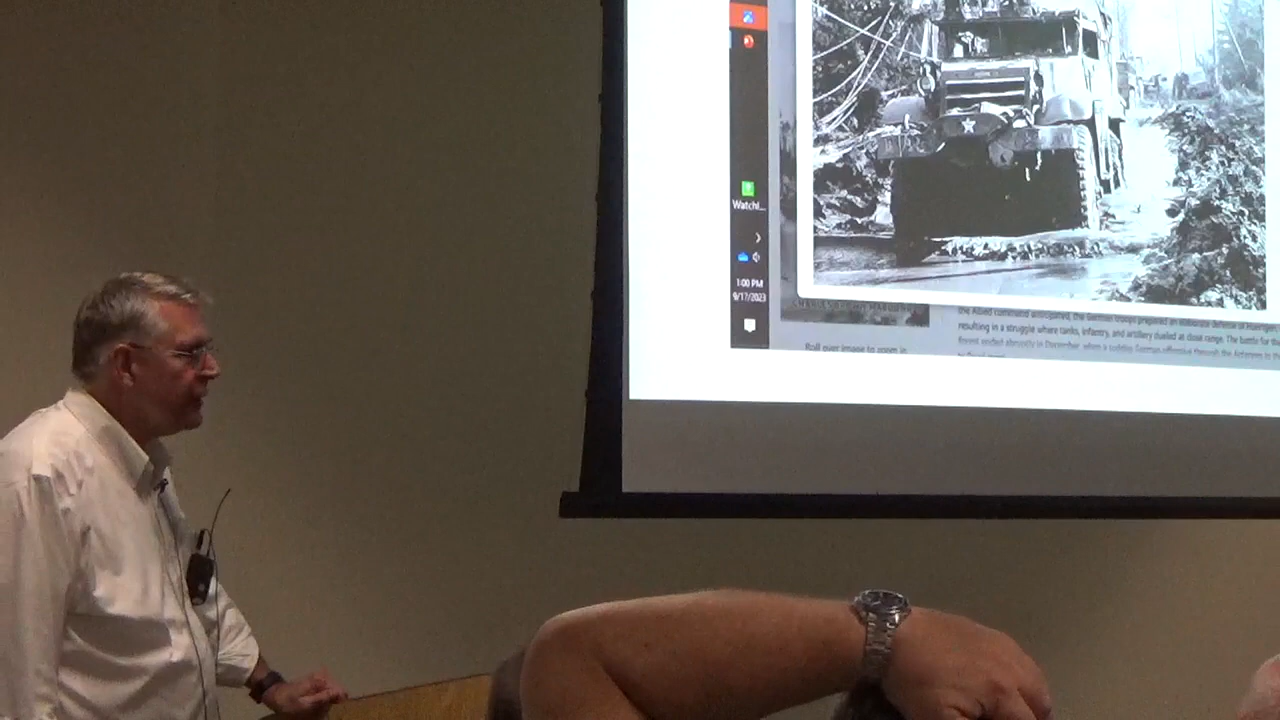 Watchl...
1:00 PM
9/17/2023
the Allied command anticipated, the German troops prepared an elaborate defense of Huertgen
resulting in a struggle where tanks, infantry, and artillery dueled at close range. The battle for the
forest ended abruptly in December, when a sudden German offensive through the Ardennes in the
Roll over image to zoom in